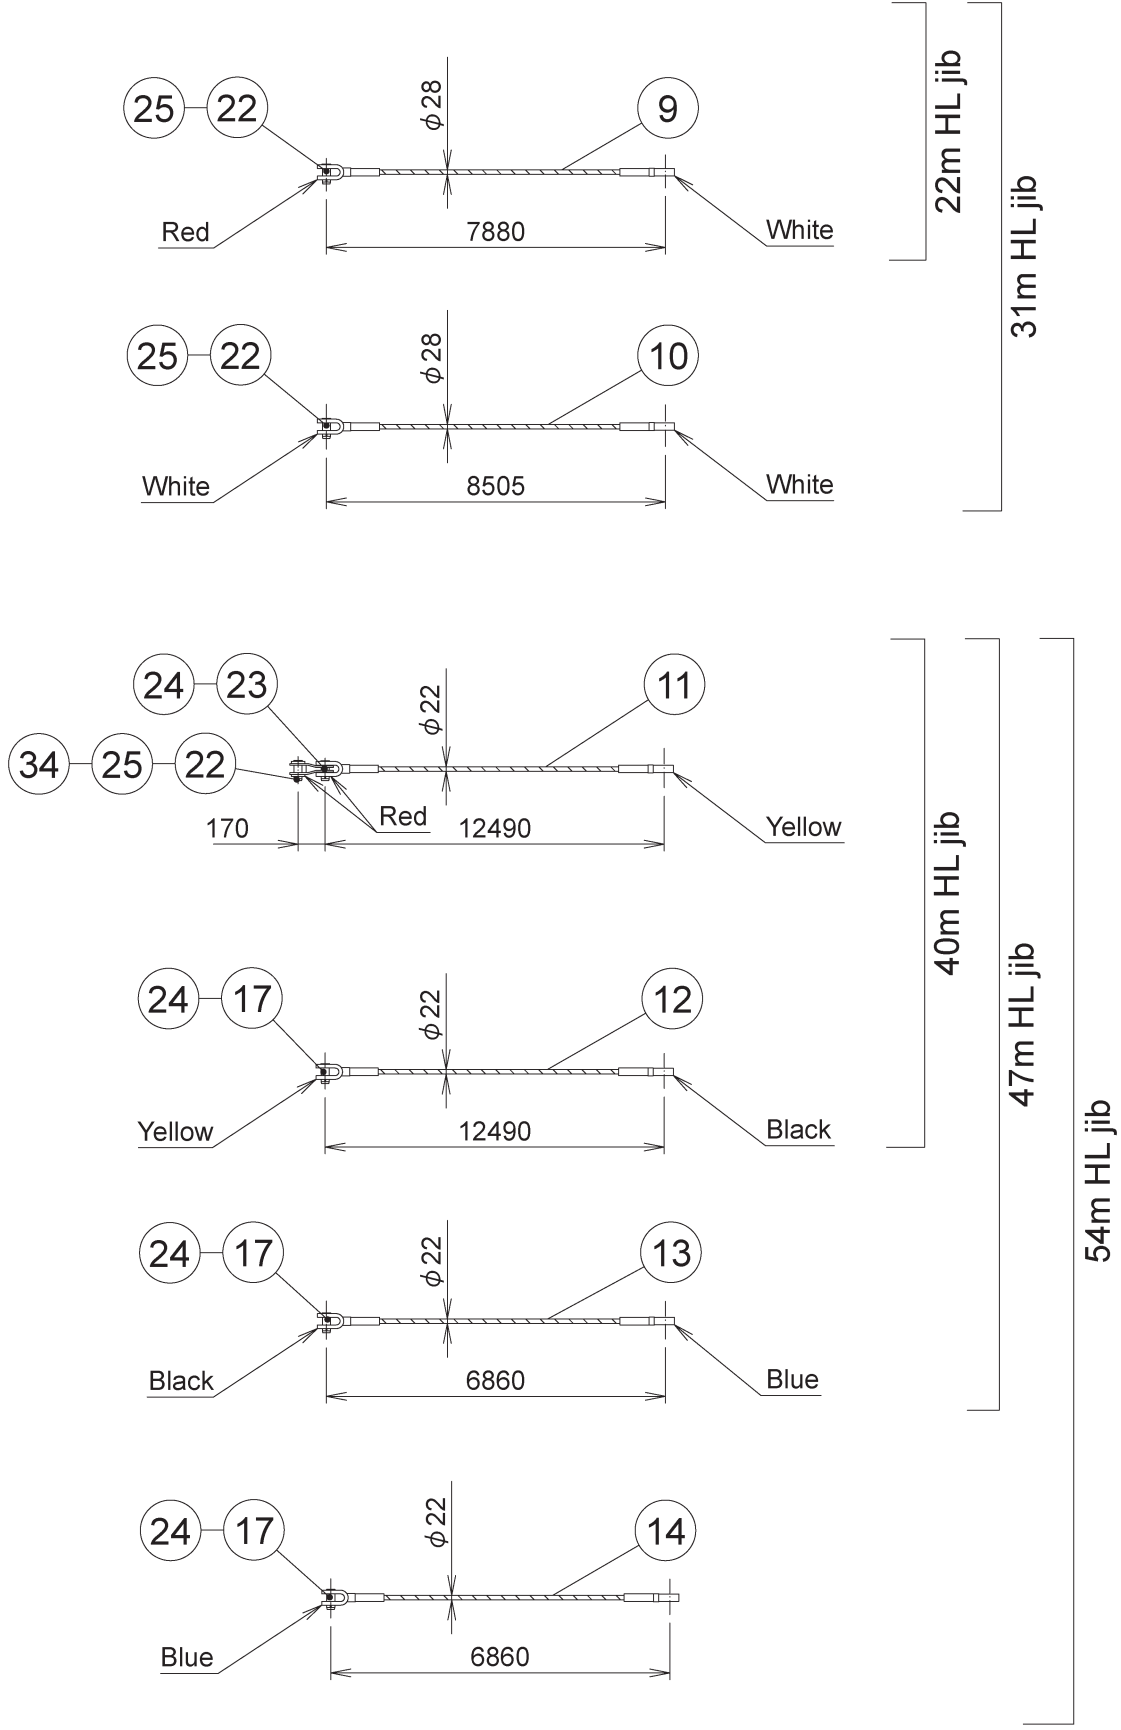 25 22 φ28 9
Red 7880 White
22m HL jib
25 22 φ28 10
White 8505 White
31m HL jib
24 23 φ22 11
34 25 22
170 Red 12490 Yellow
24 17 φ22 12
Yellow 12490 Black
40m HL jib
24 17 φ22 13
Black 6860 Blue
47m HL jib
24 17 φ22 14
Blue 6860
54m HL jib